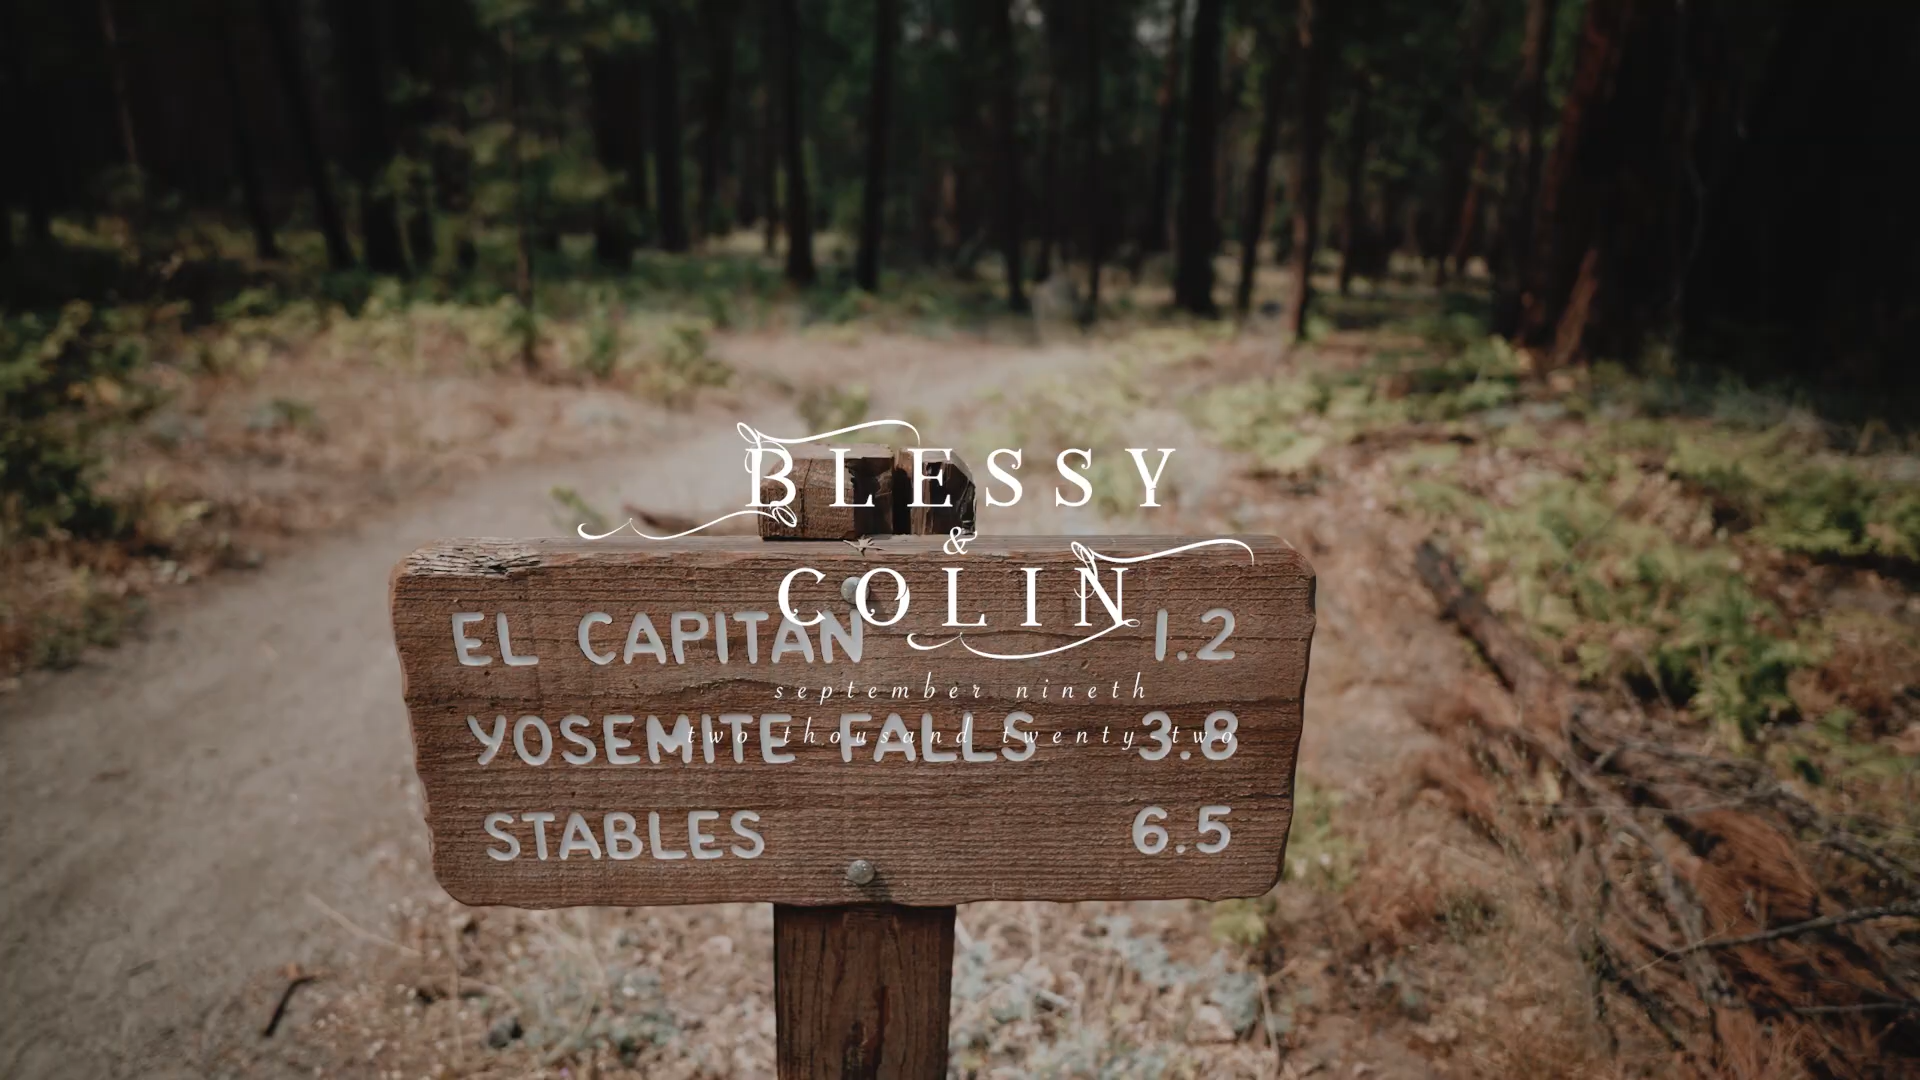 BLESSY
&
COLIN
september nineth
two thousand twenty two
EL CAPITAN 1.2
YOSEMITE FALLS 3.8
STABLES 6.5